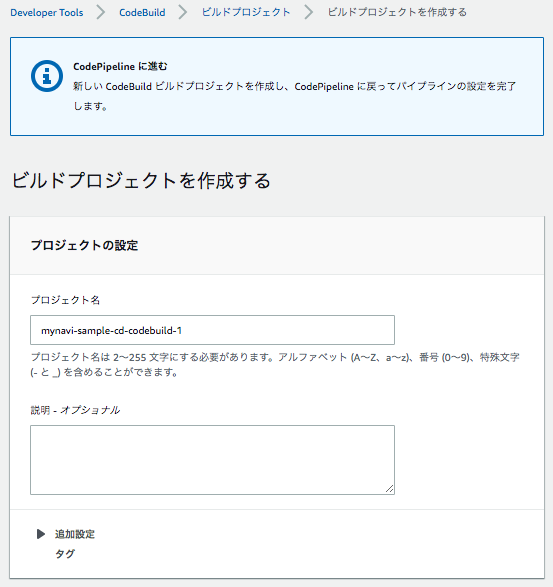 Developer Tools > CodeBuild > ビルドプロジェクト > ビルドプロジェクトを作成する
CodePipeline に進む
新しい CodeBuild ビルドプロジェクトを作成し、CodePipeline に戻ってパイプラインの設定を完了
します。
ビルドプロジェクトを作成する
プロジェクトの設定
プロジェクト名
mynavi-sample-cd-codebuild-1
プロジェクト名は 2〜255 文字にする必要があります。アルファベット (A〜Z、a〜z)、番号 (0〜9)、特殊文字
(- と _) を含めることができます。
説明 - オプショナル
追加設定
タグ